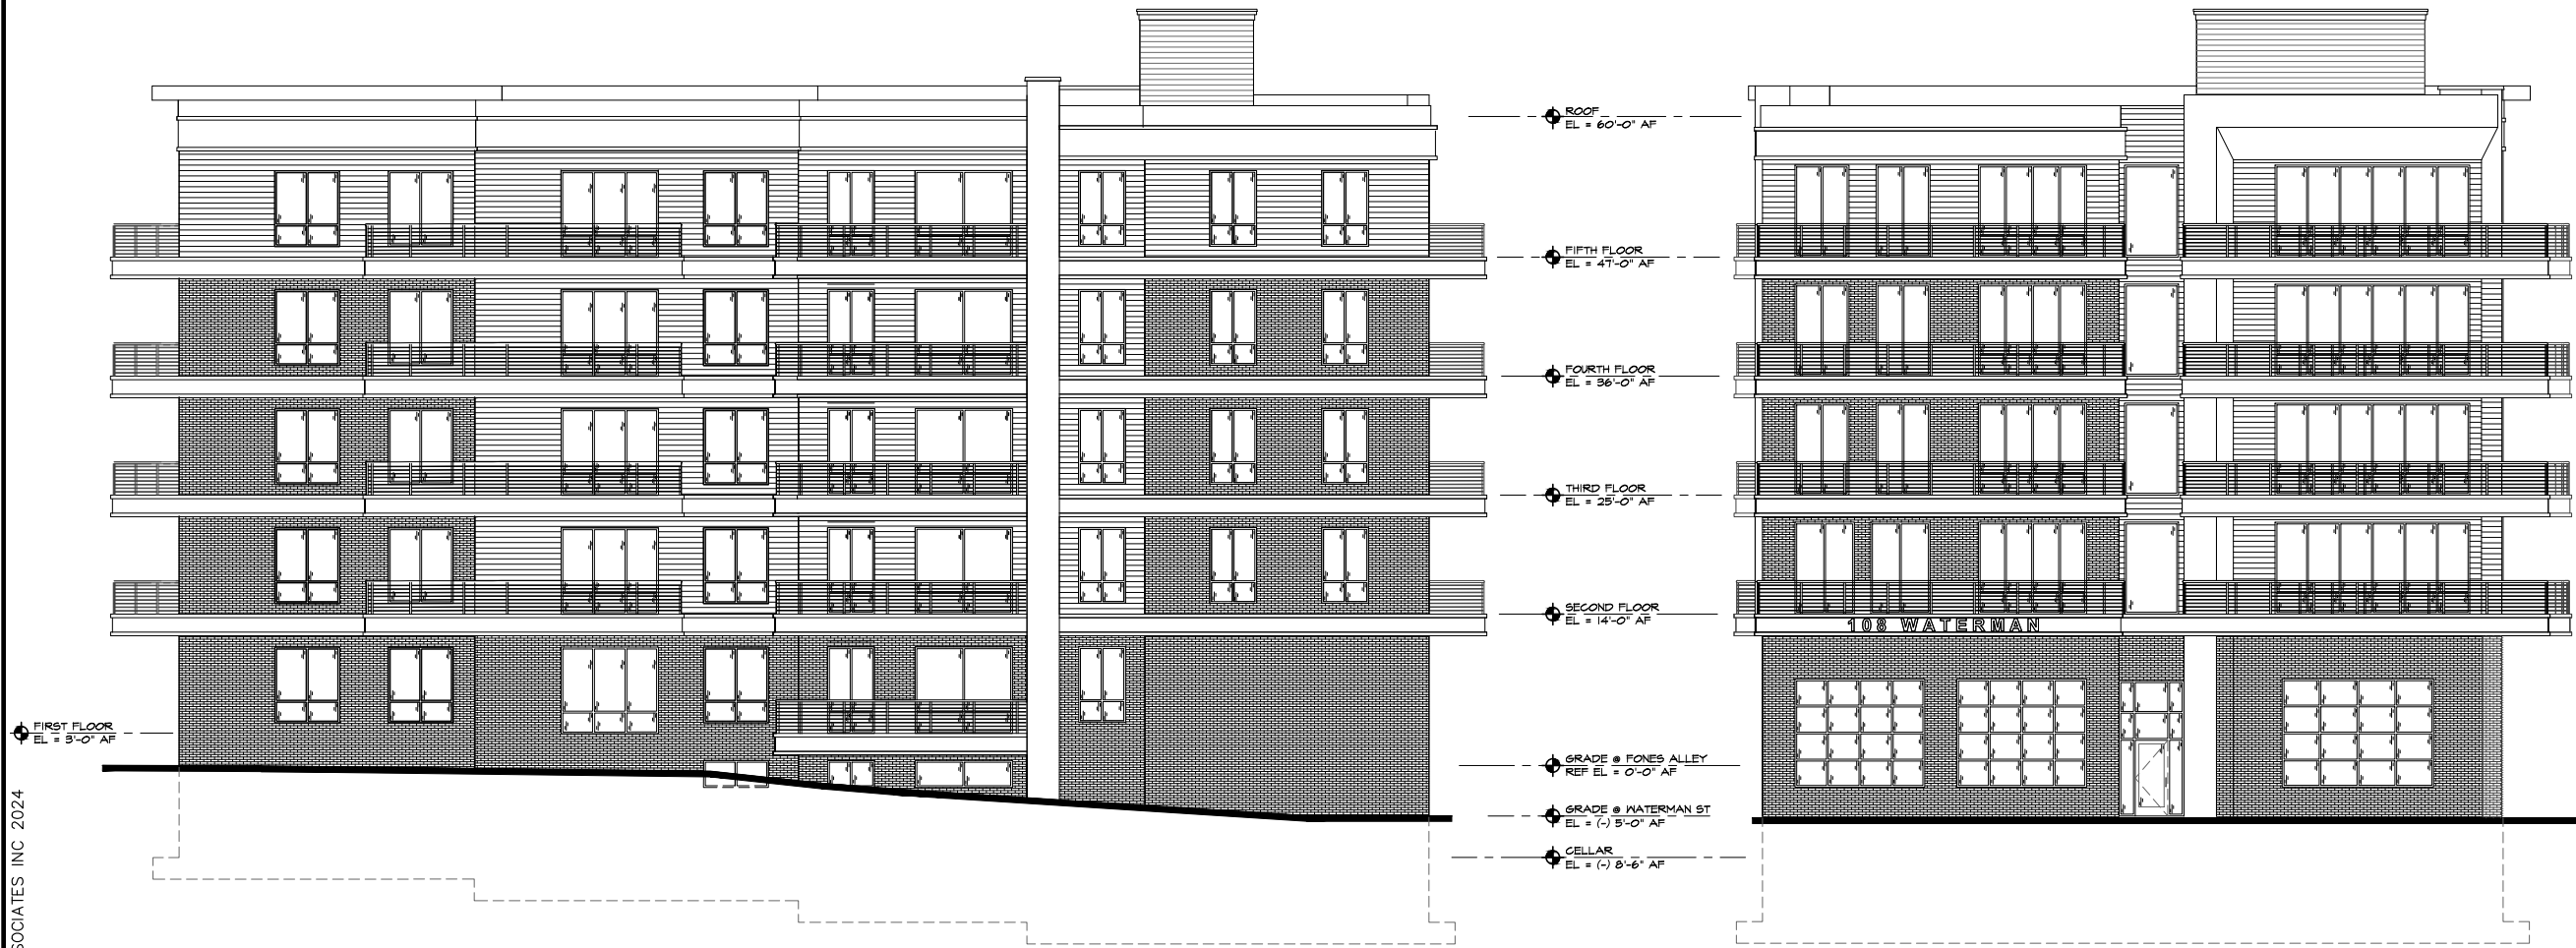 ROOF
EL = 60'-0" AF
FIFTH FLOOR
EL = 47'-0" AF
FOURTH FLOOR
EL = 36'-0" AF
THIRD FLOOR
EL = 25'-0" AF
SECOND FLOOR
EL = 14'-0" AF
108 WATERMAN
FIRST FLOOR
EL = 3'-0" AF
GRADE @ FONES ALLEY
REF EL = 0'-0" AF
GRADE @ WATERMAN ST
EL = (-) 5'-0" AF
CELLAR
EL = (-) 8'-6" AF
SOCIATES INC 2024